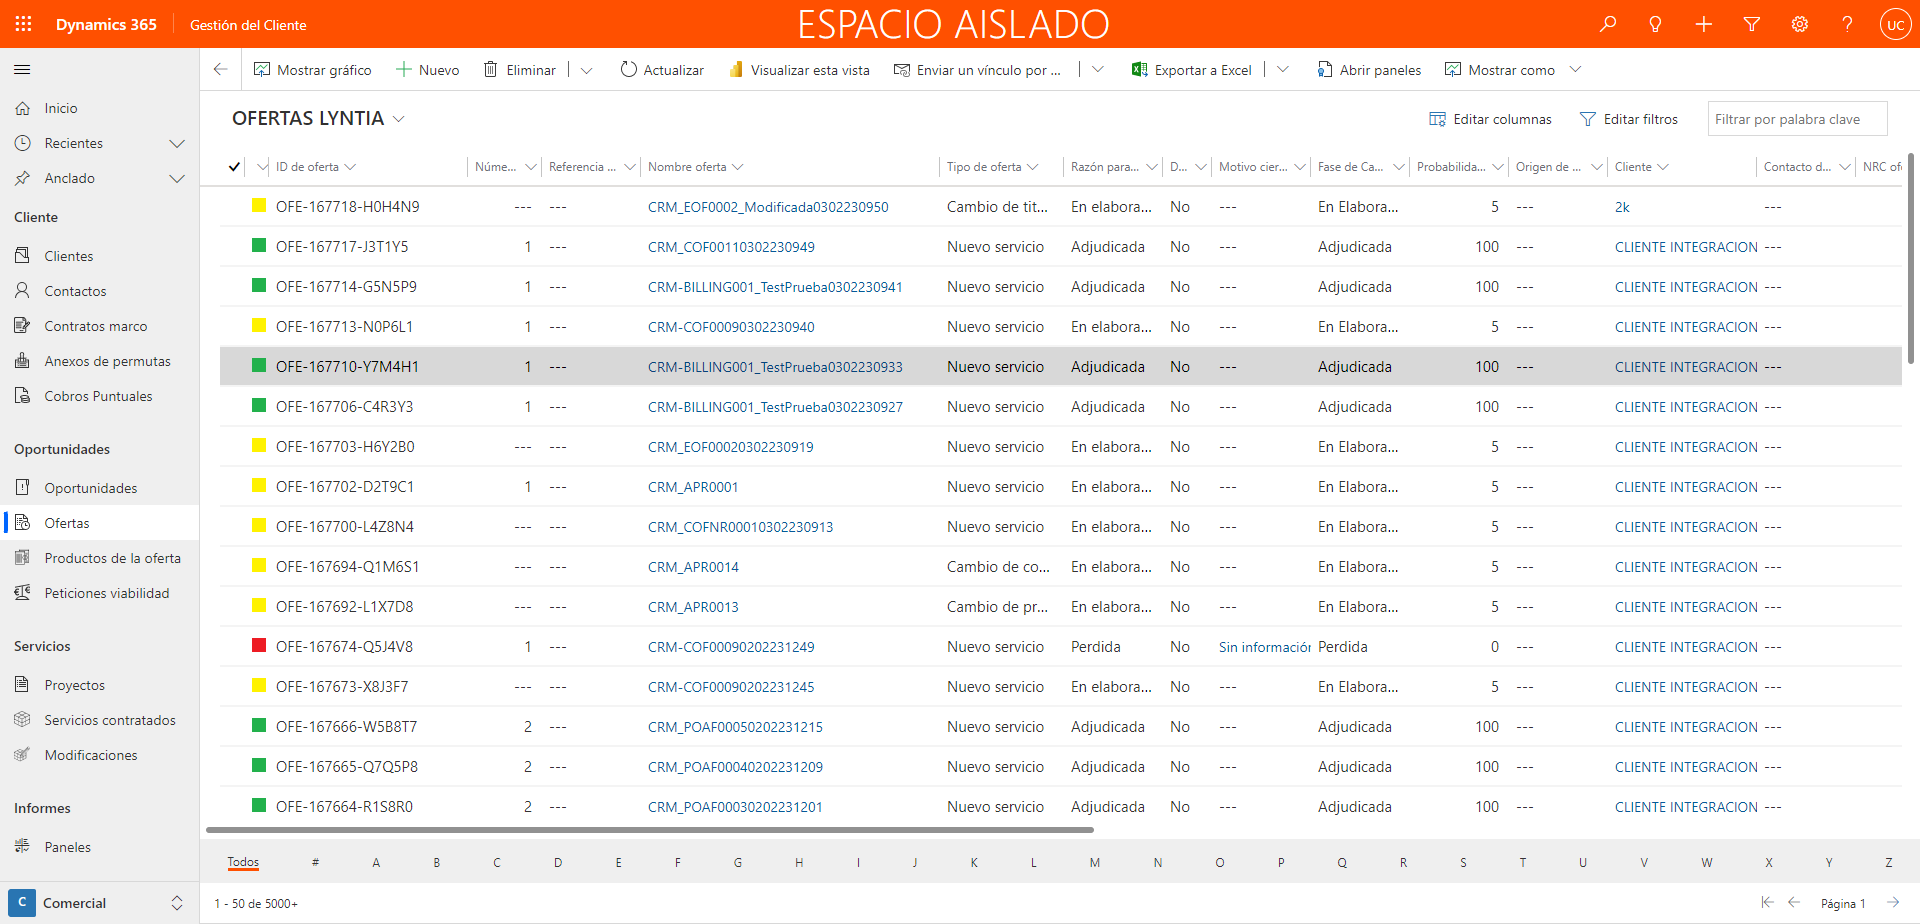 Dynamics 365 Gestión del Cliente ESPACIO AISLADO UC
Mostrar gráfico Nuevo Eliminar Actualizar Visualizar esta vista Enviar un vínculo por ... Exportar a Excel Abrir paneles Mostrar como
Inicio
Recientes
Anclado
Cliente
Clientes
Contactos
Contratos marco
Anexos de permutas
Cobros Puntuales
Oportunidades
Oportunidades
Ofertas
Productos de la oferta
Peticiones viabilidad
Servicios
Proyectos
Servicios contratados
Modificaciones
Informes
Paneles
C Comercial
OFERTAS LYNTIA Editar columnas Editar filtros Filtrar por palabra clave
ID de oferta Núme... Referencia ... Nombre oferta Tipo de oferta Razón para... D... Motivo cier... Fase de Ca... Probabilida... Origen de ... Cliente Contacto d... NRC of
OFE-167718-H0H4N9 --- --- CRM_EOF0002_Modificada0302230950 Cambio de tit... En elabora... No --- En Elabora... 5 --- 2k ---
OFE-167717-J3T1Y5 1 --- CRM_COF00110302230949 Nuevo servicio Adjudicada No --- Adjudicada 100 --- CLIENTE INTEGRACION ---
OFE-167714-G5N5P9 1 --- CRM-BILLING001_TestPrueba0302230941 Nuevo servicio Adjudicada No --- Adjudicada 100 --- CLIENTE INTEGRACION ---
OFE-167713-N0P6L1 1 --- CRM-COF00090302230940 Nuevo servicio En elabora... No --- En Elabora... 5 --- CLIENTE INTEGRACION ---
OFE-167710-Y7M4H1 1 --- CRM-BILLING001_TestPrueba0302230933 Nuevo servicio Adjudicada No --- Adjudicada 100 --- CLIENTE INTEGRACION ---
OFE-167706-C4R3Y3 1 --- CRM-BILLING001_TestPrueba0302230927 Nuevo servicio Adjudicada No --- Adjudicada 100 --- CLIENTE INTEGRACION ---
OFE-167703-H6Y2B0 --- --- CRM_EOF00020302230919 Nuevo servicio En elabora... No --- En Elabora... 5 --- CLIENTE INTEGRACION ---
OFE-167702-D2T9C1 1 --- CRM_APR0001 Nuevo servicio En elabora... No --- En Elabora... 5 --- CLIENTE INTEGRACION ---
OFE-167700-L4Z8N4 --- --- CRM_COFNR00010302230913 Nuevo servicio En elabora... No --- En Elabora... 5 --- CLIENTE INTEGRACION ---
OFE-167694-Q1M6S1 --- --- CRM_APR0014 Cambio de co... En elabora... No --- En Elabora... 5 --- CLIENTE INTEGRACION ---
OFE-167692-L1X7D8 --- --- CRM_APR0013 Cambio de pr... En elabora... No --- En Elabora... 5 --- CLIENTE INTEGRACION ---
OFE-167674-Q5J4V8 1 --- CRM-COF00090202231249 Nuevo servicio Perdida No Sin información Perdida 0 --- CLIENTE INTEGRACION ---
OFE-167673-X8J3F7 --- --- CRM-COF00090202231245 Nuevo servicio En elabora... No --- En Elabora... 5 --- CLIENTE INTEGRACION ---
OFE-167666-W5B8T7 2 --- CRM_POAF00050202231215 Nuevo servicio Adjudicada No --- Adjudicada 100 --- CLIENTE INTEGRACION ---
OFE-167665-Q7Q5P8 2 --- CRM_POAF00040202231209 Nuevo servicio Adjudicada No --- Adjudicada 100 --- CLIENTE INTEGRACION ---
OFE-167664-R1S8R0 2 --- CRM_POAF00030202231201 Nuevo servicio Adjudicada No --- Adjudicada 100 --- CLIENTE INTEGRACION ---
Todos # A B C D E F G H I J K L M N O P Q R S T U V W X Y Z
1 - 50 de 5000+ Página 1